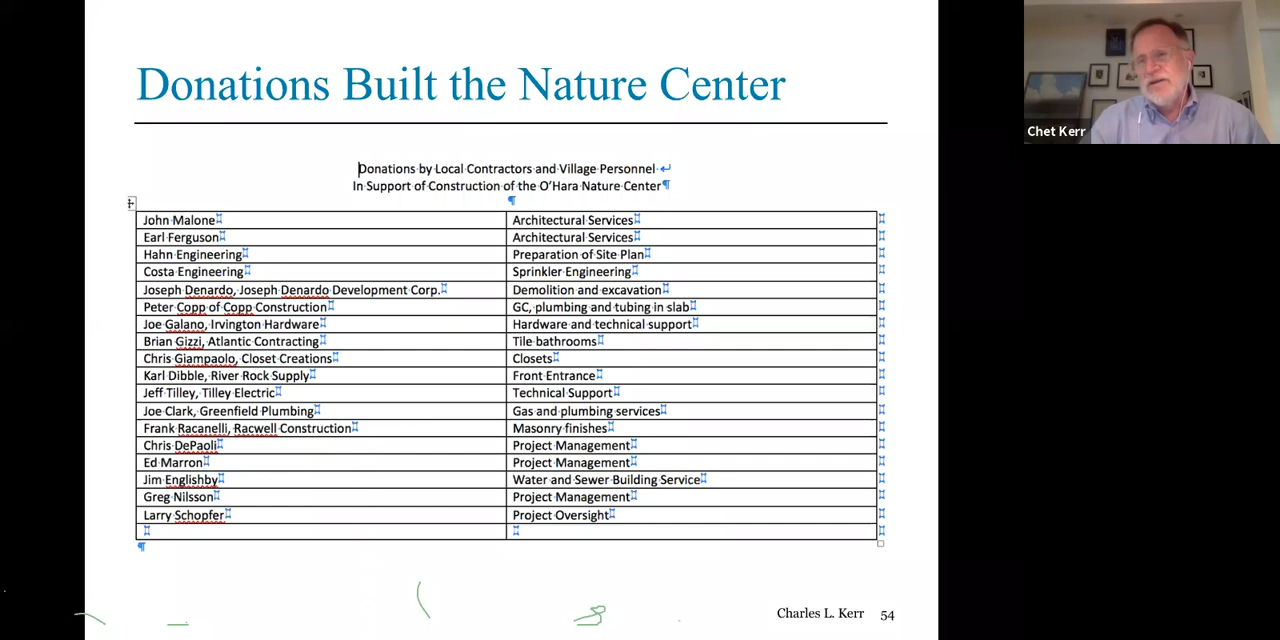 Donations Built the Nature Center
Chet Kerr
Donations by Local Contractors and Village Personnel
In Support of Construction of the O'Hara Nature Center
John Malone Architectural Services
Earl Ferguson Architectural Services
Hahn Engineering Preparation of Site Plan
Costa Engineering Sprinkler Engineering
Joseph Denardo, Joseph Denardo Development Corp. Demolition and excavation
Peter Copp of Copp Construction GC, plumbing and tubing in slab
Joe Galano, Irvington Hardware Hardware and technical support
Brian Gizzi, Atlantic Contracting Tile bathrooms
Chris Giampaolo, Closet Creations Closets
Karl Dibble, River Rock Supply Front Entrance
Jeff Tilley, Tilley Electric Technical Support
Joe Clark, Greenfield Plumbing Gas and plumbing services
Frank Racanelli, Racwell Construction Masonry finishes
Chris DePaoli Project Management
Ed Marron Project Management
Jim Englishby Water and Sewer Building Service
Greg Nilsson Project Management
Larry Schopfer Project Oversight
Charles L. Kerr 54